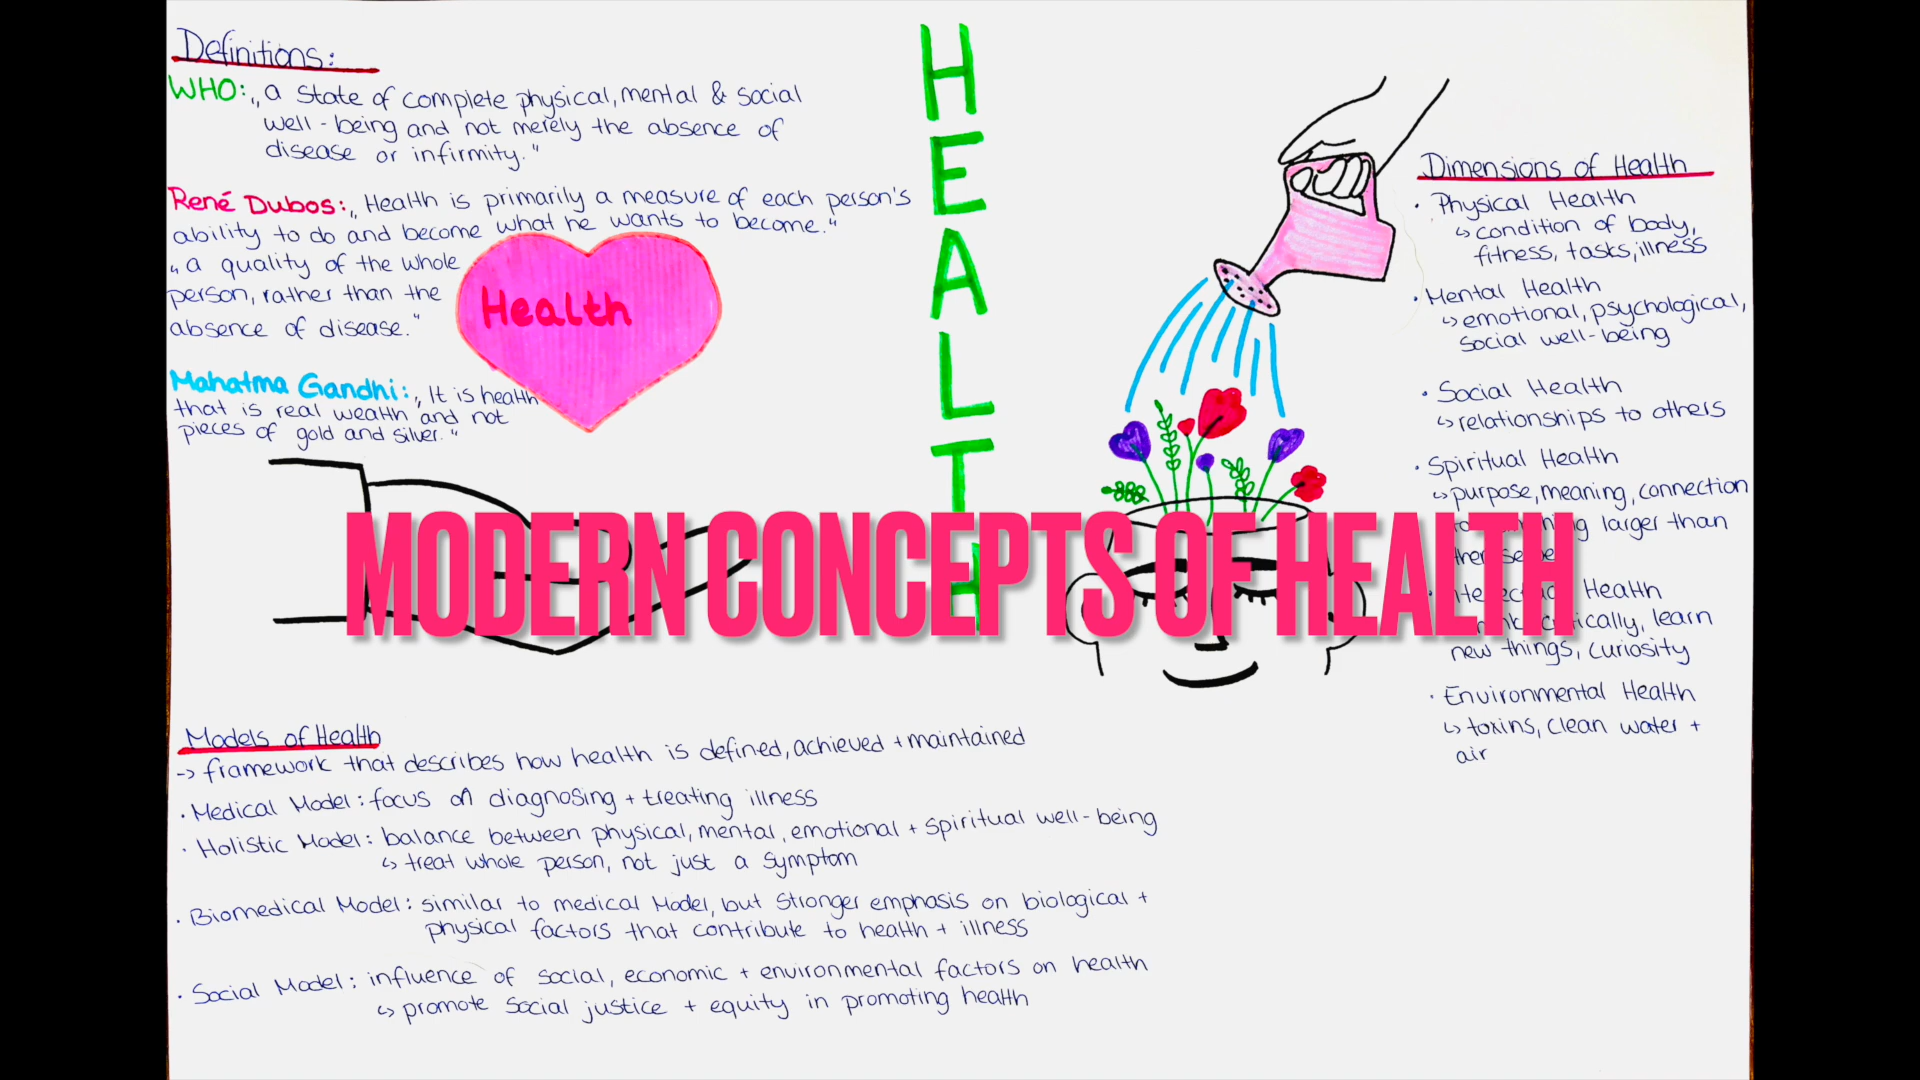 Definitions:
WHO: „a state of complete physical, mental & social
well-being and not merely the absence of
disease or infirmity."
René Dubos: „Health is primarily a measure of each person's
ability to do and become what he wants to become."
„a quality of the whole
person, rather than the
absence of disease."
Health
Mahatma Gandhi: „It is health
that is real wealth and not
pieces of gold and silver."
HEALTH
MODERN CONCEPTS OF HEALTH
Dimensions of Health
· Physical Health
↳ condition of body,
fitness, tasks, illness
· Mental Health
↳ emotional, psychological,
social well-being
· Social Health
↳ relationships to others
· Spiritual Health
↳ purpose, meaning, connection
larger than
Health
learn
new things, curiosity
· Environmental Health
↳ toxins, clean water +
air
Models of Health
-> framework that describes how health is defined, achieved + maintained
· Medical Model: focus on diagnosing + treating illness
· Holistic Model: balance between physical, mental, emotional + spiritual well-being
↳ treat whole person, not just a symptom
· Biomedical Model: similar to medical Model, but stronger emphasis on biological +
physical factors that contribute to health + illness
· Social Model: influence of social, economic + environmental factors on health
↳ promote social justice + equity in promoting health